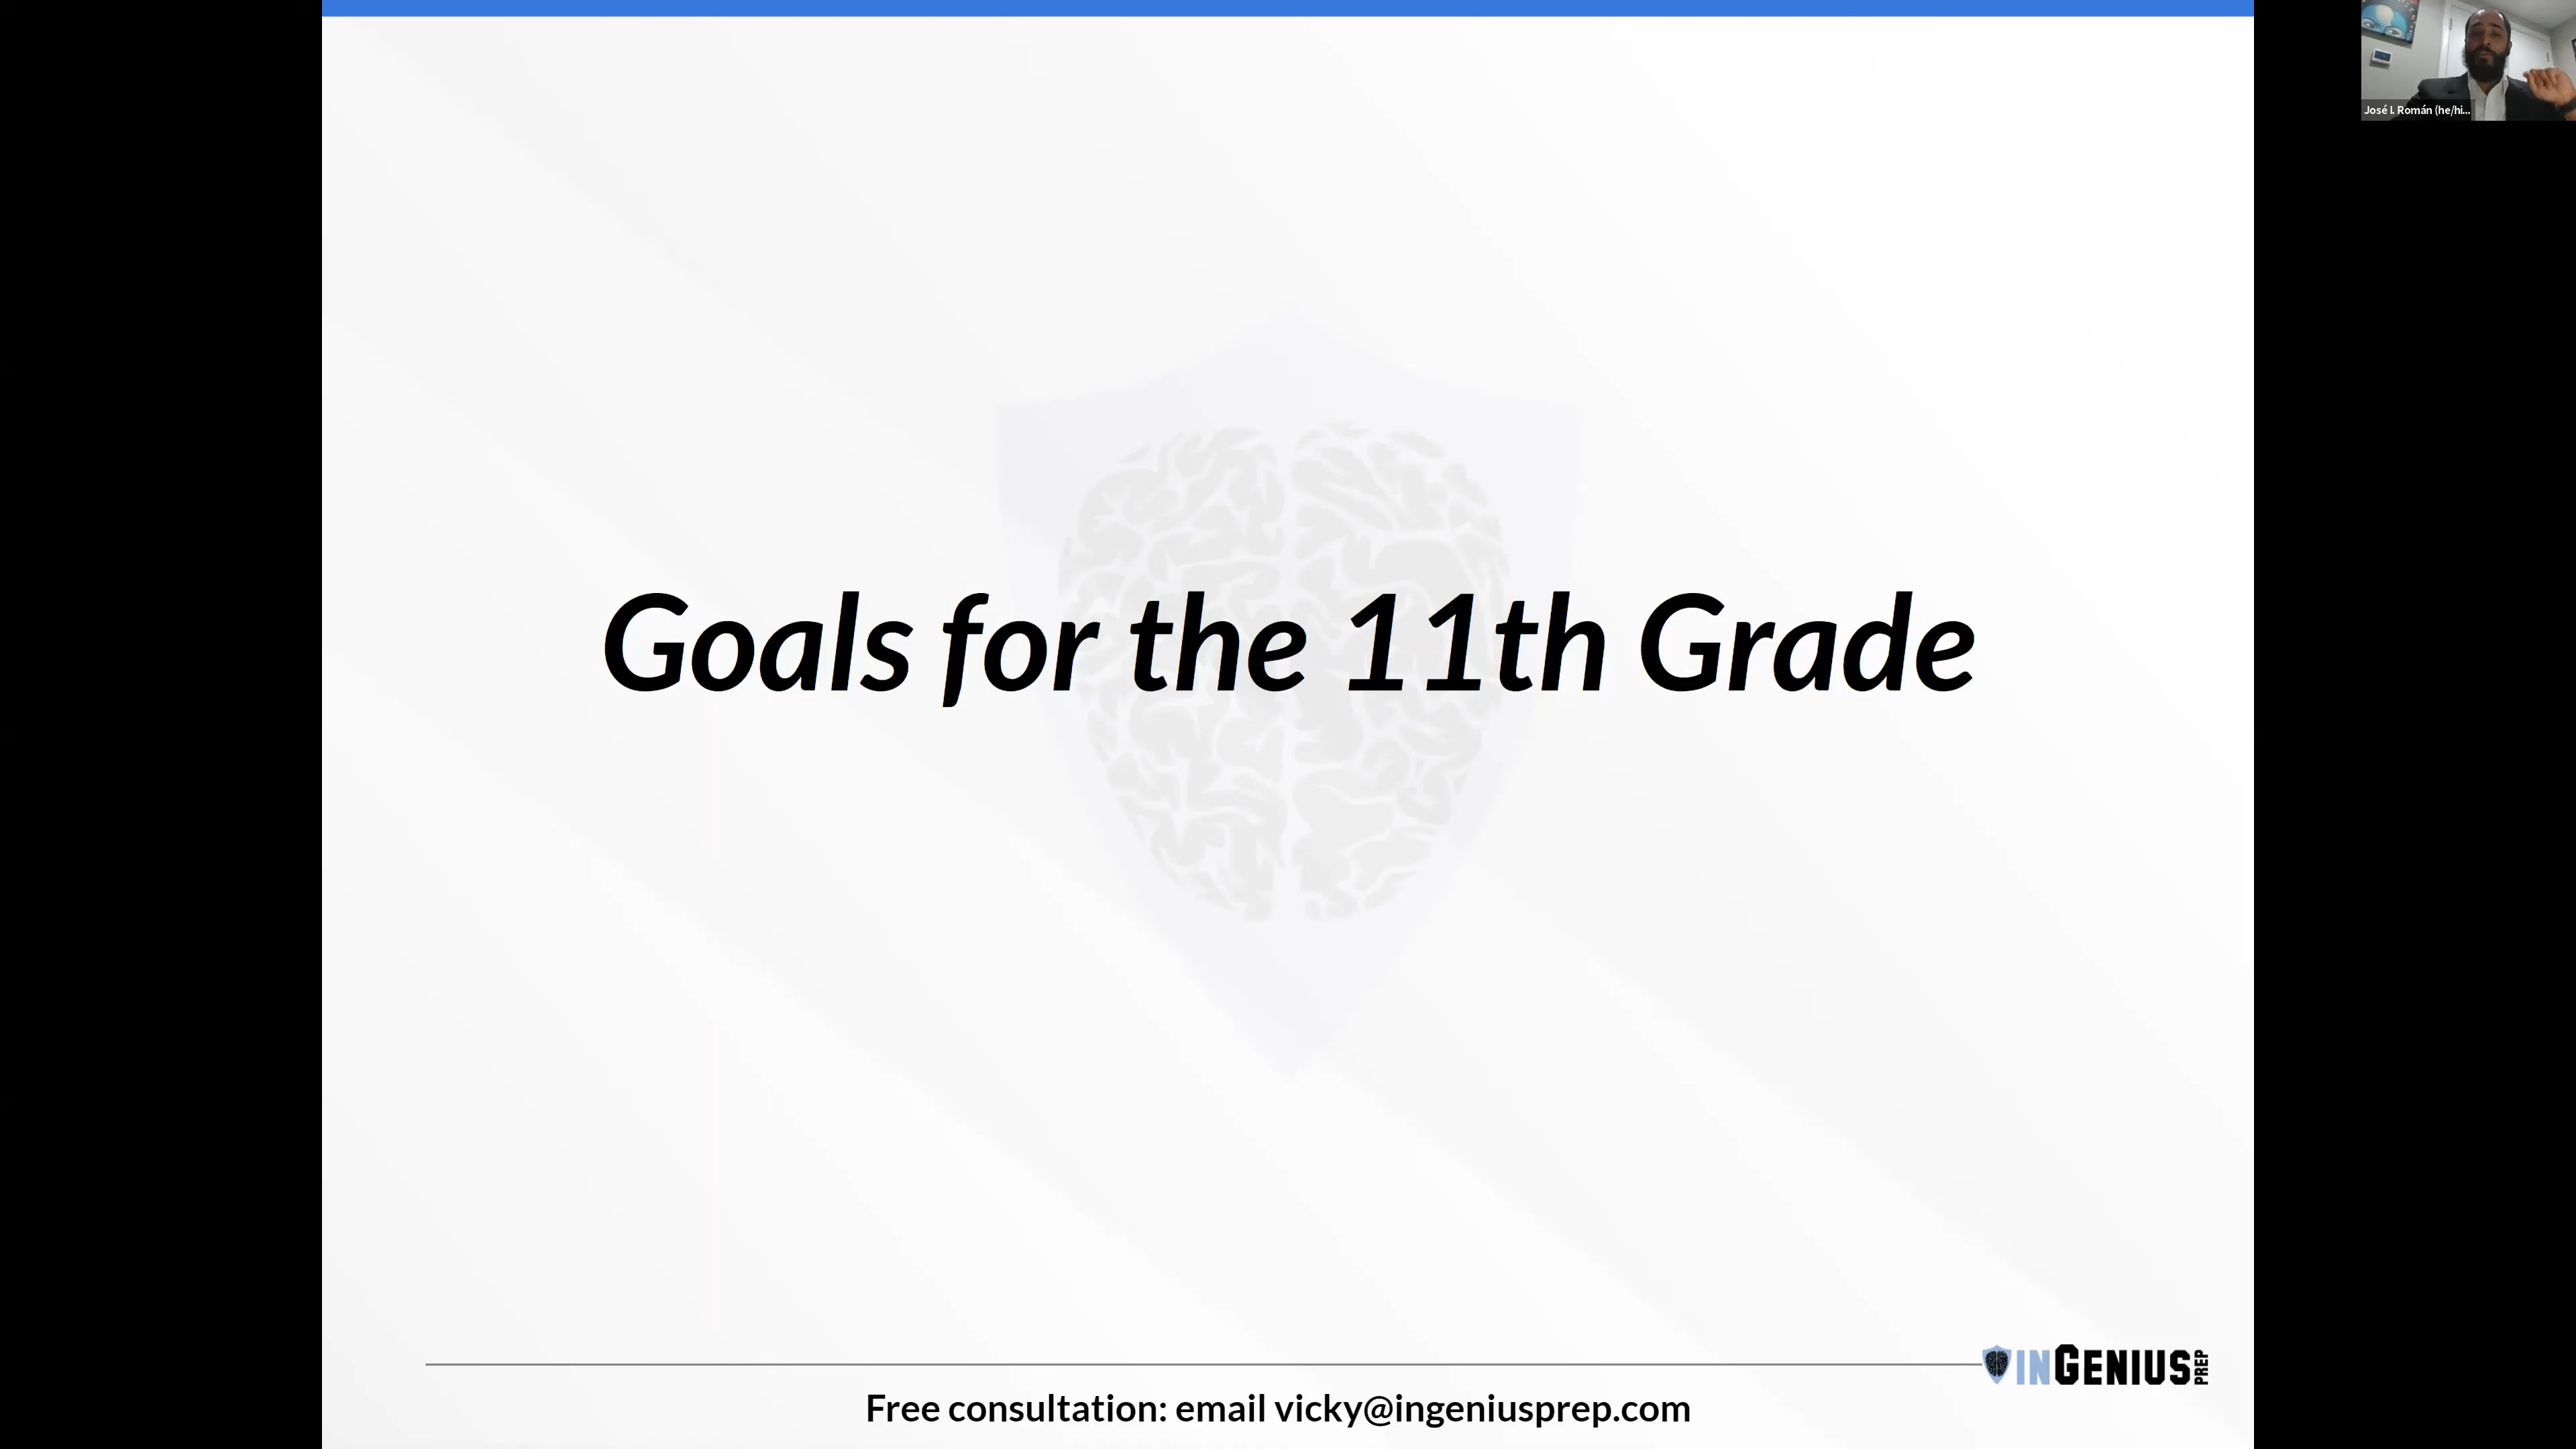 José I. Román (he/hi...
Goals for the 11th Grade
INGENIUS PREP
Free consultation: email vicky@ingeniusprep.com